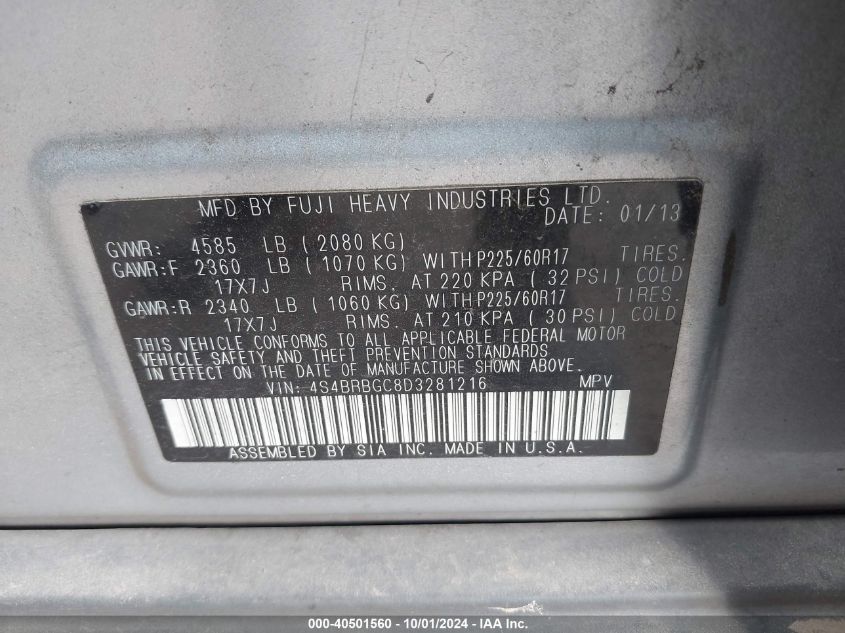 MFD BY FUJI HEAVY INDUSTRIES LTD.
DATE: 01/13
GVWR: 4585 LB (2080 KG)
GAWR:F 2360 LB (1070 KG) WITH P225/60R17 TIRES.
17X7J RIMS. AT 220 KPA ( 32 PSI) COLD
GAWR:R 2340 LB (1060 KG) WITH P225/60R17 TIRES.
17X7J RIMS. AT 210 KPA ( 30 PSI) COLD
THIS VEHICLE CONFORMS TO ALL APPLICABLE FEDERAL MOTOR
VEHICLE SAFETY AND THEFT PREVENTION STANDARDS
IN EFFECT ON THE DATE OF MANUFACTURE SHOWN ABOVE.
VIN: 4S4BRBGC8D3281216 MPV
ASSEMBLED BY SIA INC. MADE IN U.S.A.
000-40501560 - 10/01/2024 - IAA Inc.